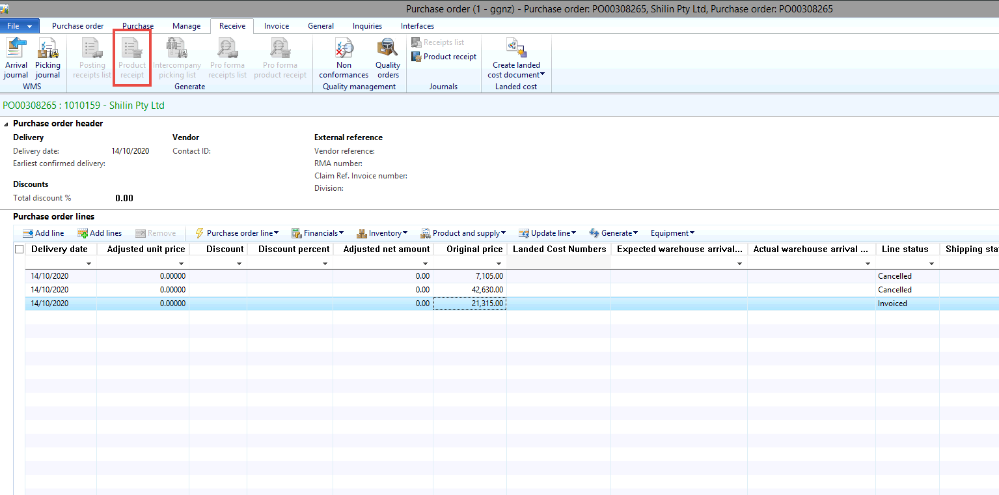 Purchase order (1 - ggnz) - Purchase order: PO00308265, Shilin Pty Ltd, Purchase order: PO00308265
File Purchase order Purchase Manage Receive Invoice General Inquiries Interfaces
Arrival journal Picking journal Posting receipts list Product receipt Intercompany picking list Pro forma receipts list Pro forma product receipt Non conformances Quality orders Receipts list Product receipt Create landed cost document
WMS Generate Quality management Journals Landed cost
PO00308265 : 1010159 - Shilin Pty Ltd
Purchase order header
Delivery Vendor External reference
Delivery date: 14/10/2020 Contact ID: Vendor reference:
Earliest confirmed delivery: RMA number:
Claim Ref. Invoice number:
Discounts Division:
Total discount % 0.00
Purchase order lines
Add line Add lines Remove Purchase order line Financials Inventory Product and supply Update line Generate Equipment
Delivery date Adjusted unit price Discount Discount percent Adjusted net amount Original price Landed Cost Numbers Expected warehouse arrival... Actual warehouse arrival ... Line status Shipping sta
14/10/2020 0.00000 0.00 7,105.00 Cancelled
14/10/2020 0.00000 0.00 42,630.00 Cancelled
14/10/2020 0.00000 0.00 21,315.00 Invoiced